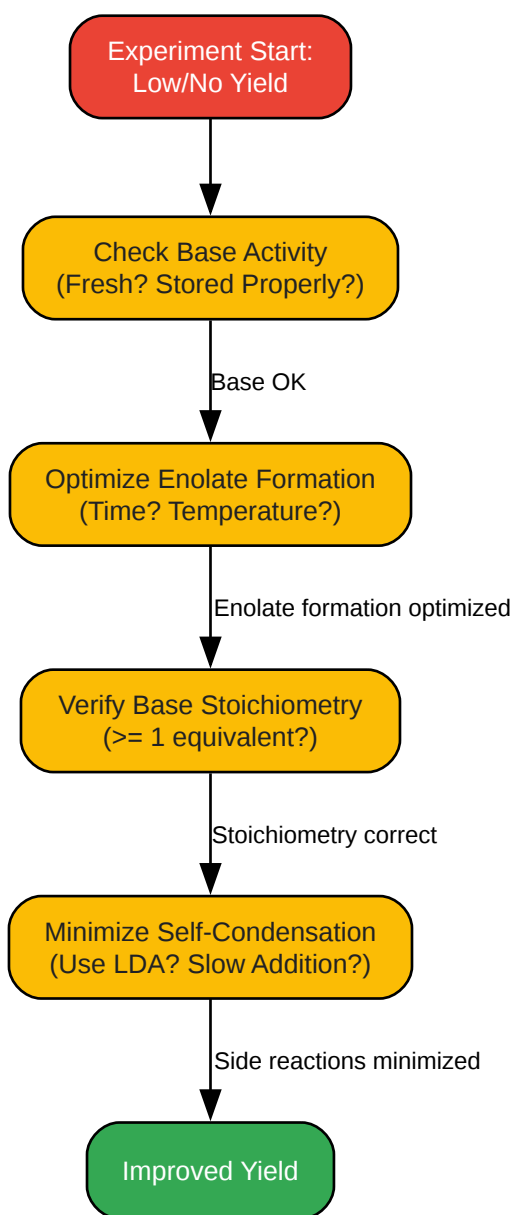 Experiment Start:
Low/No Yield
Check Base Activity
(Fresh? Stored Properly?)
Base OK
Optimize Enolate Formation
(Time? Temperature?)
Enolate formation optimized
Verify Base Stoichiometry
(>= 1 equivalent?)
Stoichiometry correct
Minimize Self-Condensation
(Use LDA? Slow Addition?)
Side reactions minimized
Improved Yield